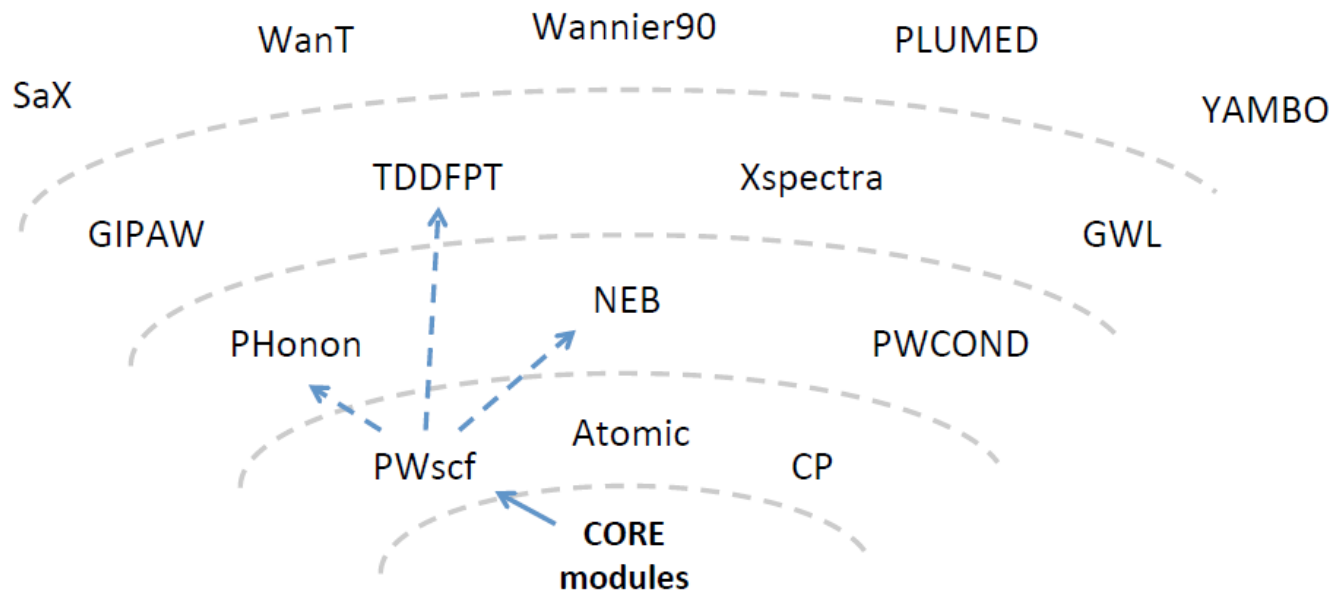 WanT
Wannier90
PLUMED
SaX
YAMBO
TDDFPT
Xspectra
GIPAW
GWL
NEB
PHonon
PWCOND
Atomic
PWscf
CP
CORE
modules